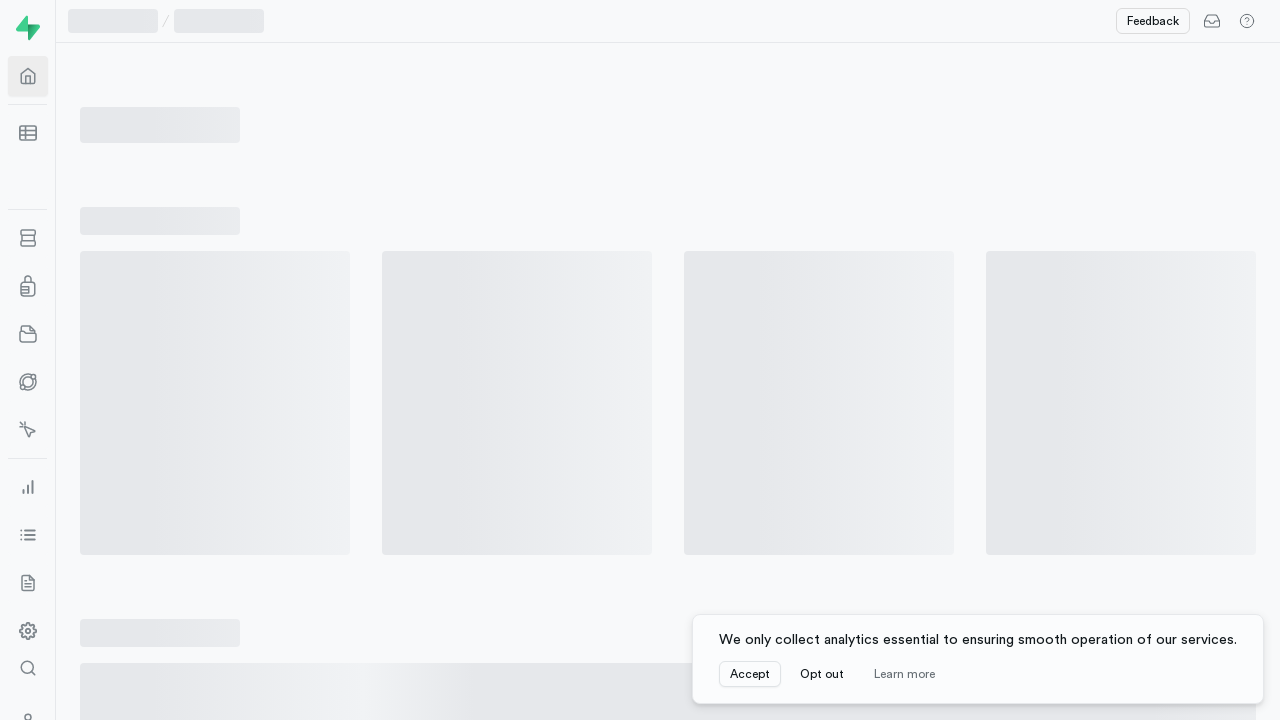 Feedback
We only collect analytics essential to ensuring smooth operation of our services.
Accept Opt out Learn more